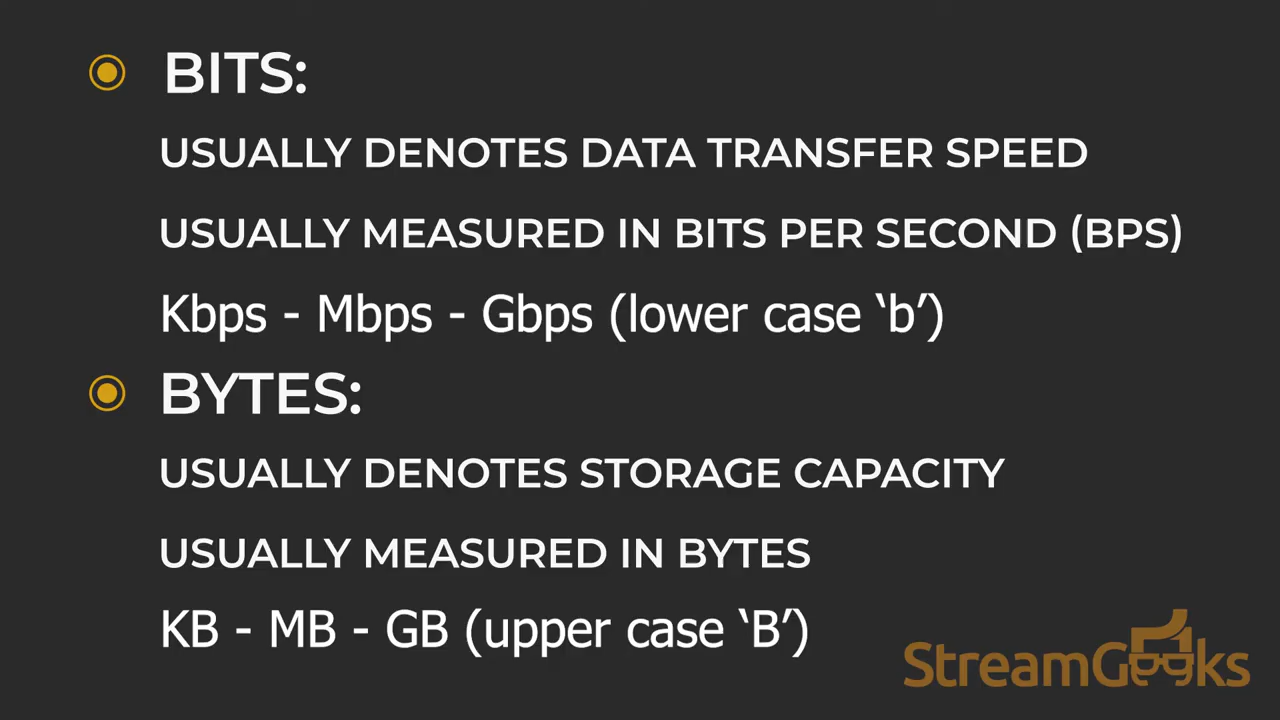 BITS:
USUALLY DENOTES DATA TRANSFER SPEED
USUALLY MEASURED IN BITS PER SECOND (BPS)
Kbps - Mbps - Gbps (lower case ‘b’)
BYTES:
USUALLY DENOTES STORAGE CAPACITY
USUALLY MEASURED IN BYTES
KB - MB - GB (upper case ‘B’)
StreamGeeks